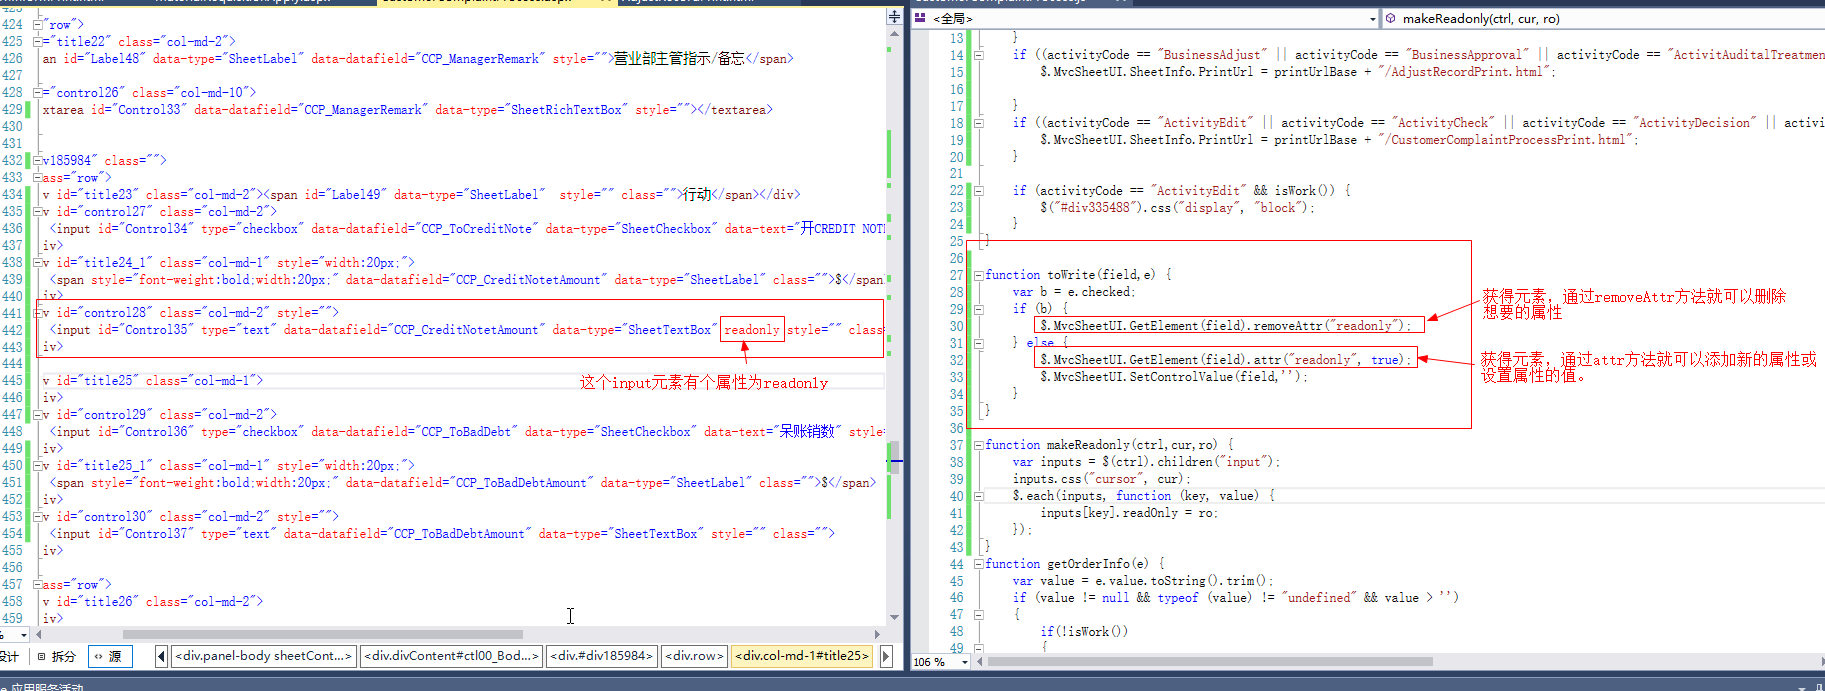 <全局>
makeReadonly(ctrl, cur, ro)
424 "row">
425 ="title22" class="col-md-2">
426 an id="Label48" data-type="SheetLabel" data-datafield="CCP_ManagerRemark" style="">营业部主管指示/备忘</span>
427
428 ="control26" class="col-md-10">
429 xtarea id="Control33" data-datafield="CCP_ManagerRemark" data-type="SheetRichTextBox" style=""></textarea>
430
431
432 v185984" class="">
433 ass="row">
434 v id="title23" class="col-md-2"><span id="Label49" data-type="SheetLabel" style="" class="">行动</span></div>
435 v id="control27" class="col-md-2">
436 <input id="Control34" type="checkbox" data-datafield="CCP_ToCreditNote" data-type="SheetCheckbox" data-text="开CREDIT NOT
437 iv>
438 v id="title24_1" class="col-md-1" style="width:20px;">
439 <span style="font-weight:bold;width:20px;" data-datafield="CCP_CreditNotetAmount" data-type="SheetLabel" class="">$</span
440 iv>
441 v id="control28" class="col-md-2" style="">
442 <input id="Control35" type="text" data-datafield="CCP_CreditNotetAmount" data-type="SheetTextBox" readonly style="" class
443 iv>
444
445 v id="title25" class="col-md-1">
446 iv>
447 v id="control29" class="col-md-2">
448 <input id="Control36" type="checkbox" data-datafield="CCP_ToBadDebt" data-type="SheetCheckbox" data-text="呆账销数" style
449 iv>
450 v id="title25_1" class="col-md-1" style="width:20px;">
451 <span style="font-weight:bold;width:20px;" data-datafield="CCP_ToBadDebtAmount" data-type="SheetLabel" class="">$</span>
452 iv>
453 v id="control30" class="col-md-2" style="">
454 <input id="Control37" type="text" data-datafield="CCP_ToBadDebtAmount" data-type="SheetTextBox" style="" class="">
455 iv>
456
457 ass="row">
458 v id="title26" class="col-md-2">
459 iv>
这个input元素有个属性为readonly
设计 拆分 源 <div.panel-body sheetCont...> <div.divContent#ctl00_Bod...> <div.#div185984> <div.row> <div.col-md-1#title25>
应用服务活动
13 }
14 if ((activityCode == "BusinessAdjust" || activityCode == "BusinessApproval" || activityCode == "ActivitAuditalTreatmen
15 $.MvcSheetUI.SheetInfo.PrintUrl = printUrlBase + "/AdjustRecordPrint.html";
16
17 }
18 if ((activityCode == "ActivityEdit" || activityCode == "ActivityCheck" || activityCode == "ActivityDecision" || activi
19 $.MvcSheetUI.SheetInfo.PrintUrl = printUrlBase + "/CustomerComplaintProcessPrint.html";
20 }
21
22 if (activityCode == "ActivityEdit" && isWork()) {
23 $("#div335488").css("display", "block");
24 }
25 }
26
27 function toWrite(field,e) {
28 var b = e.checked;
29 if (b) {
30 $.MvcSheetUI.GetElement(field).removeAttr("readonly");
31 } else {
32 $.MvcSheetUI.GetElement(field).attr("readonly", true);
33 $.MvcSheetUI.SetControlValue(field,'');
34 }
35 }
36
37 function makeReadonly(ctrl,cur,ro) {
38 var inputs = $(ctrl).children("input");
39 inputs.css("cursor", cur);
40 $.each(inputs, function (key, value) {
41 inputs[key].readOnly = ro;
42 });
43 }
44 function getOrderInfo(e) {
45 var value = e.value.toString().trim();
46 if (value != null && typeof (value) != "undefined" && value > '')
47 {
48 if(!isWork())
49 {
获得元素，通过removeAttr方法就可以删除
想要的属性
获得元素，通过attr方法就可以添加新的属性或
设置属性的值。
106 %